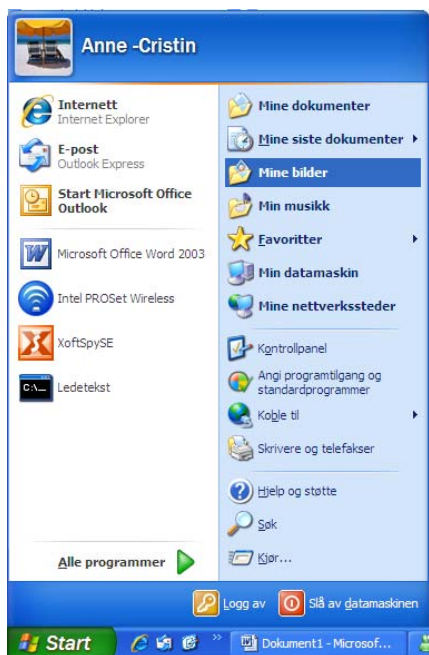 Anne -Cristin
Internett
Internet Explorer
E-post
Outlook Express
Start Microsoft Office
Outlook
Microsoft Office Word 2003
Intel PROSet Wireless
XoftSpySE
C:\_
Ledetekst
Alle programmer
Mine dokumenter
Mine siste dokumenter
Mine bilder
Min musikk
Favoritter
Min datamaskin
Mine nettverkssteder
Kontrollpanel
Angi programtilgang og
standardprogrammer
Koble til
Skrivere og telefakser
Hjelp og støtte
Søk
Kjør...
Logg av
Slå av datamaskinen
Start
Dokument1 - Microsof...